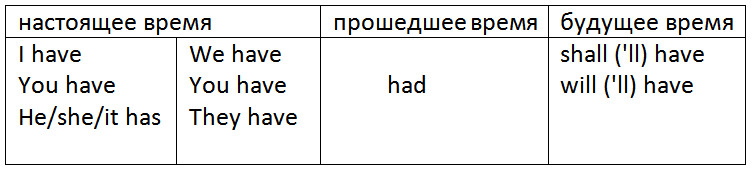 настоящее время прошедшее время будущее время
I have We have had shall ('ll) have
You have You have will ('ll) have
He/she/it has They have